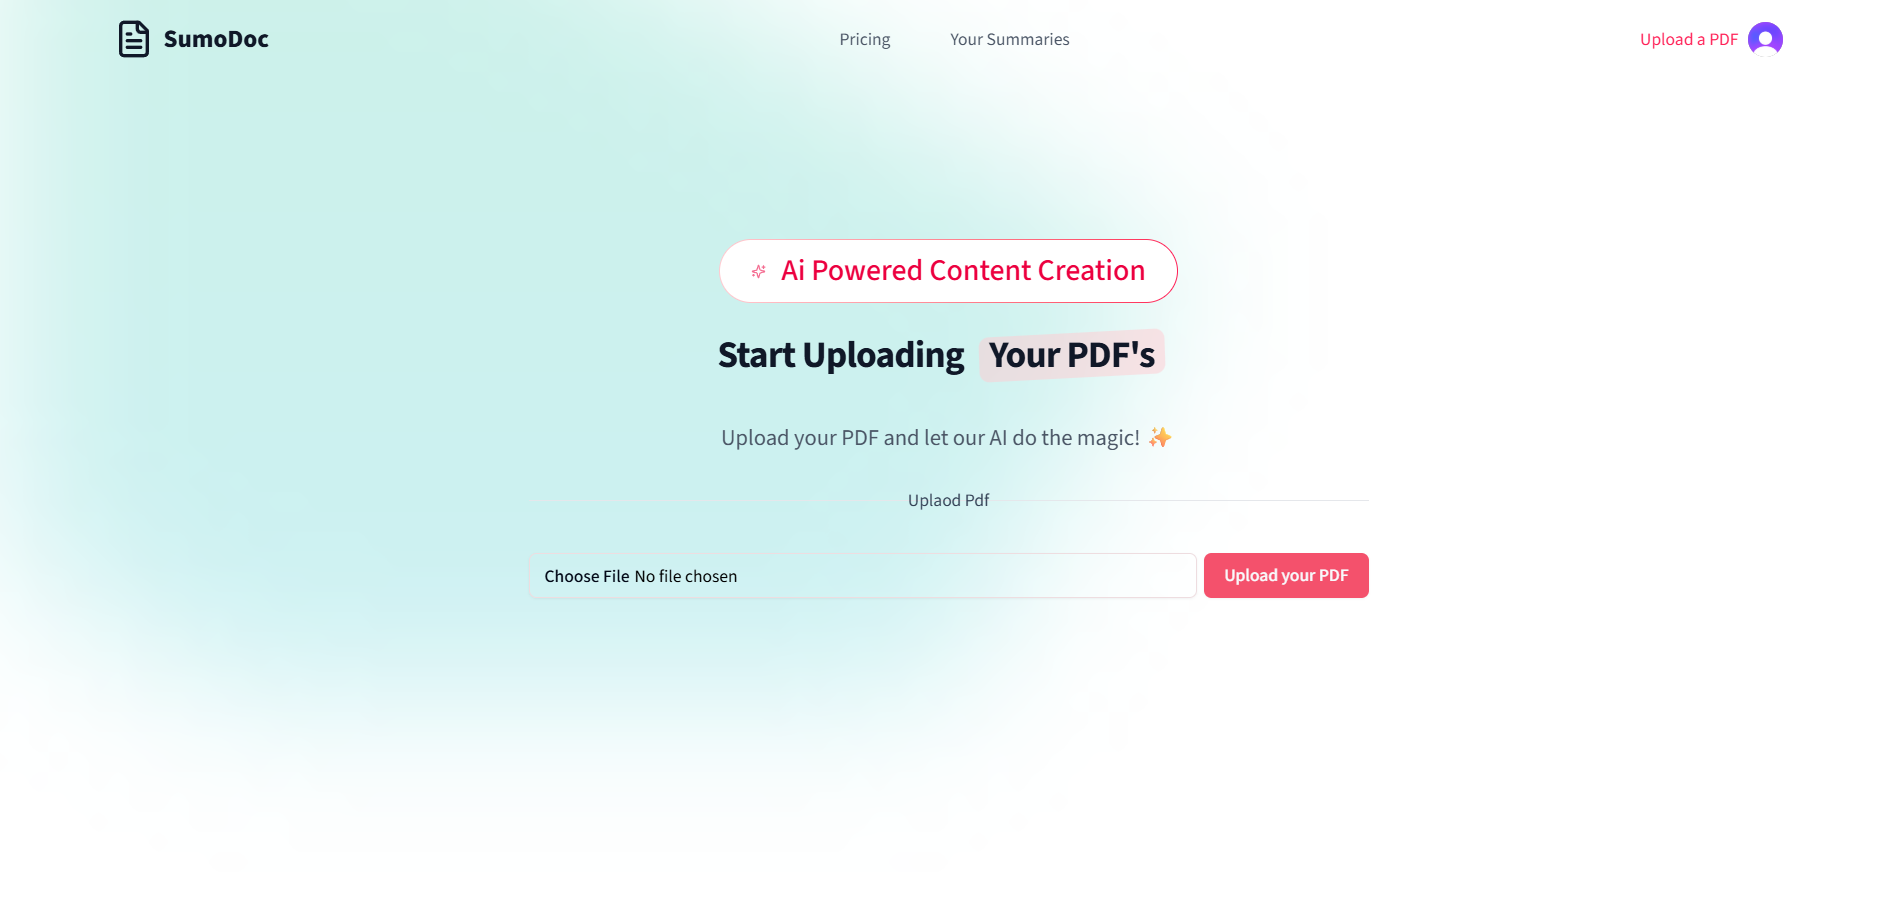 SumoDoc
Pricing
Your Summaries
Upload a PDF
Ai Powered Content Creation
Start Uploading Your PDF's
Upload your PDF and let our AI do the magic! ✨
Uplaod Pdf
Choose File No file chosen
Upload your PDF